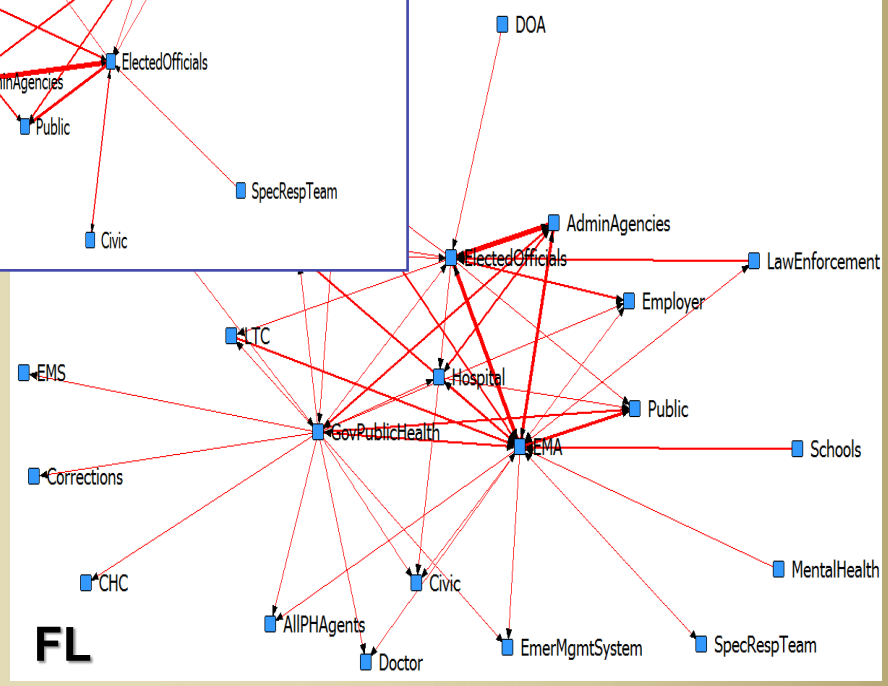 DOA
ElectedOfficials
inAgencies
Public
SpecRespTeam
Civic
AdminAgencies
ElectedOfficials
LawEnforcement
Employer
LTC
EMS
Hospital
Public
GovPublicHealth
EMA
Schools
Corrections
MentalHealth
CHC
Civic
AllPHAgents
EmerMgmtSystem
SpecRespTeam
Doctor
FL